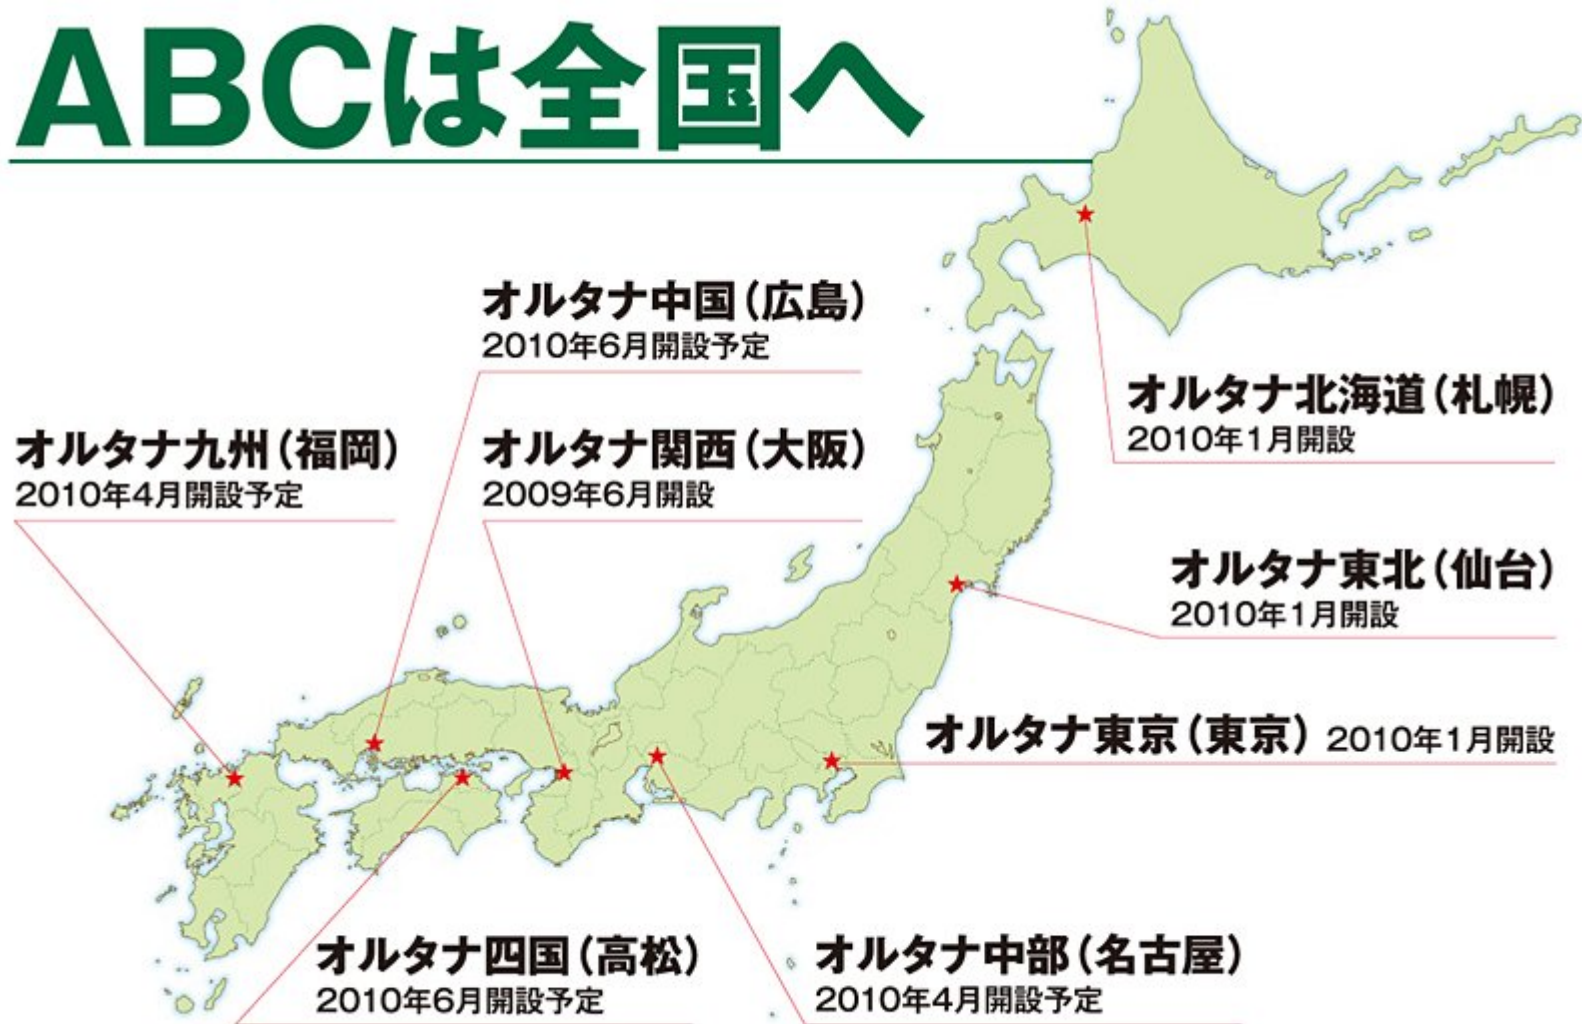 ABCは全国へ
オルタナ中国(広島)
2010年6月開設予定
オルタナ北海道(札幌)
2010年1月開設
オルタナ九州(福岡)
2010年4月開設予定
オルタナ関西(大阪)
2009年6月開設
オルタナ東北(仙台)
2010年1月開設
オルタナ東京(東京) 2010年1月開設
オルタナ四国(高松)
2010年6月開設予定
オルタナ中部(名古屋)
2010年4月開設予定